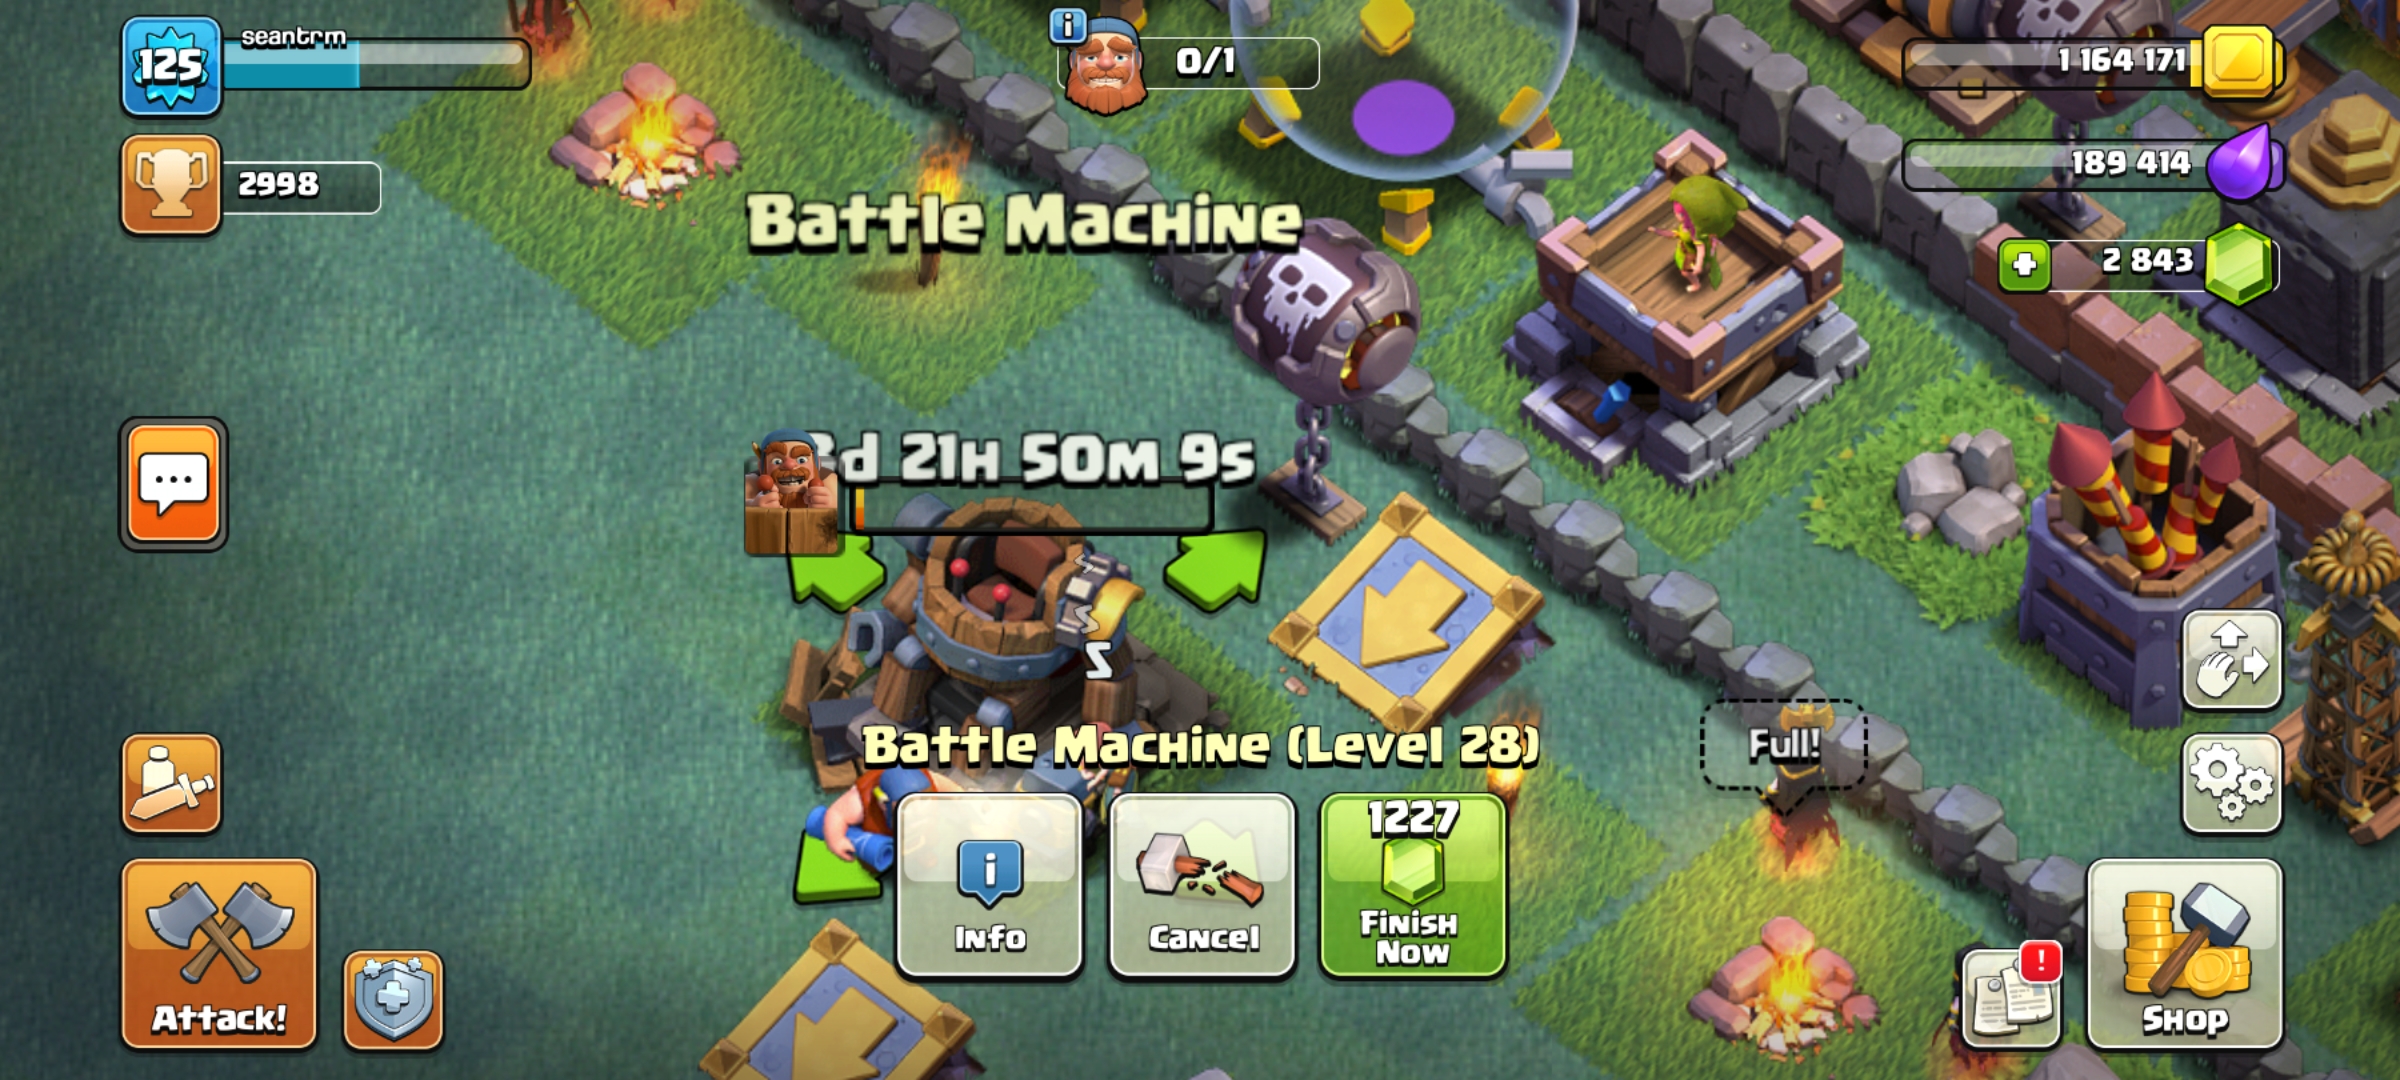 seantrm
125
0/1
1 164 171
2998
189 414
2 843
Battle Machine
d 21H 50M 9s
Battle Machine (Level 28)
Full!
1227
Info
Cancel
Finish
Now
Attack!
!
Shop